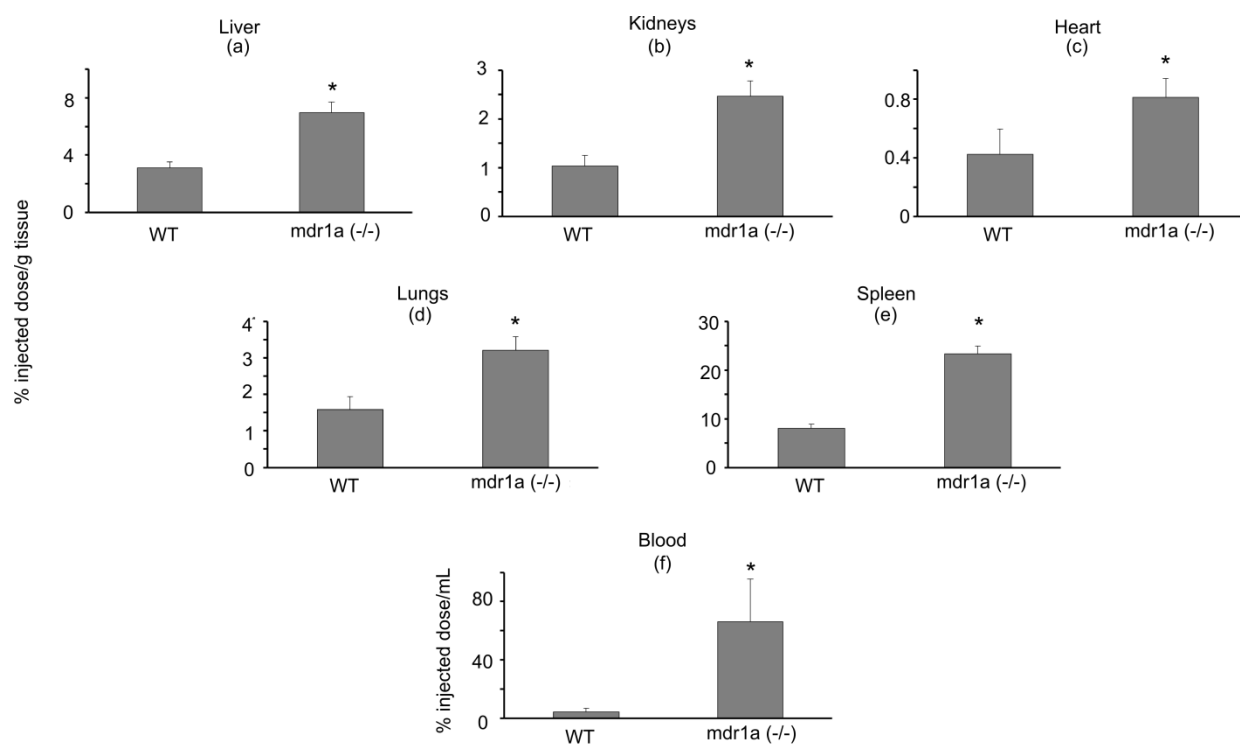 Liver
(a)
*
8
4
0
WT
mdr1a (-/-)
Kidneys
(b)
*
3
2
1
0
WT
mdr1a (-/-)
Heart
(c)
*
0.8
0.4
0
WT
mdr1a (-/-)
% injected dose/g tissue
Lungs
(d)
*
4
3
2
1
0
WT
mdr1a (-/-)
Spleen
(e)
*
30
20
10
0
WT
mdr1a (-/-)
Blood
(f)
*
% injected dose/mL
80
40
0
WT
mdr1a (-/-)